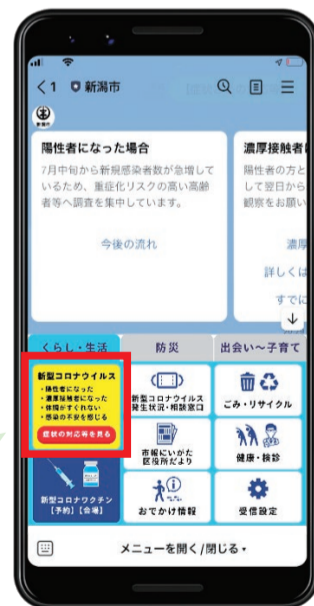 1 新潟市
陽性者になった場合
7月中旬から新規感染者数が急増して
いるため、重症化リスクの高い高齢
者等へ調査を集中しています。
今後の流れ
濃厚接触者
陽性者の方と
して翌日から
観察をお願い
濃厚
詳しくは
すでに
くらし・生活
防災
出会い～子育て
新型コロナウイルス
・陽性者になった
・濃厚接触者になった
・体調がすぐれない
・感染の不安を感じる
症状の対応等を見る
新型コロナウイルス
発生状況・相談窓口
ごみ・リサイクル
市報にいがた
区役所だより
健康・検診
新型コロナワクチン
【予約】【会場】
おでかけ情報
受信設定
メニューを開く/閉じる